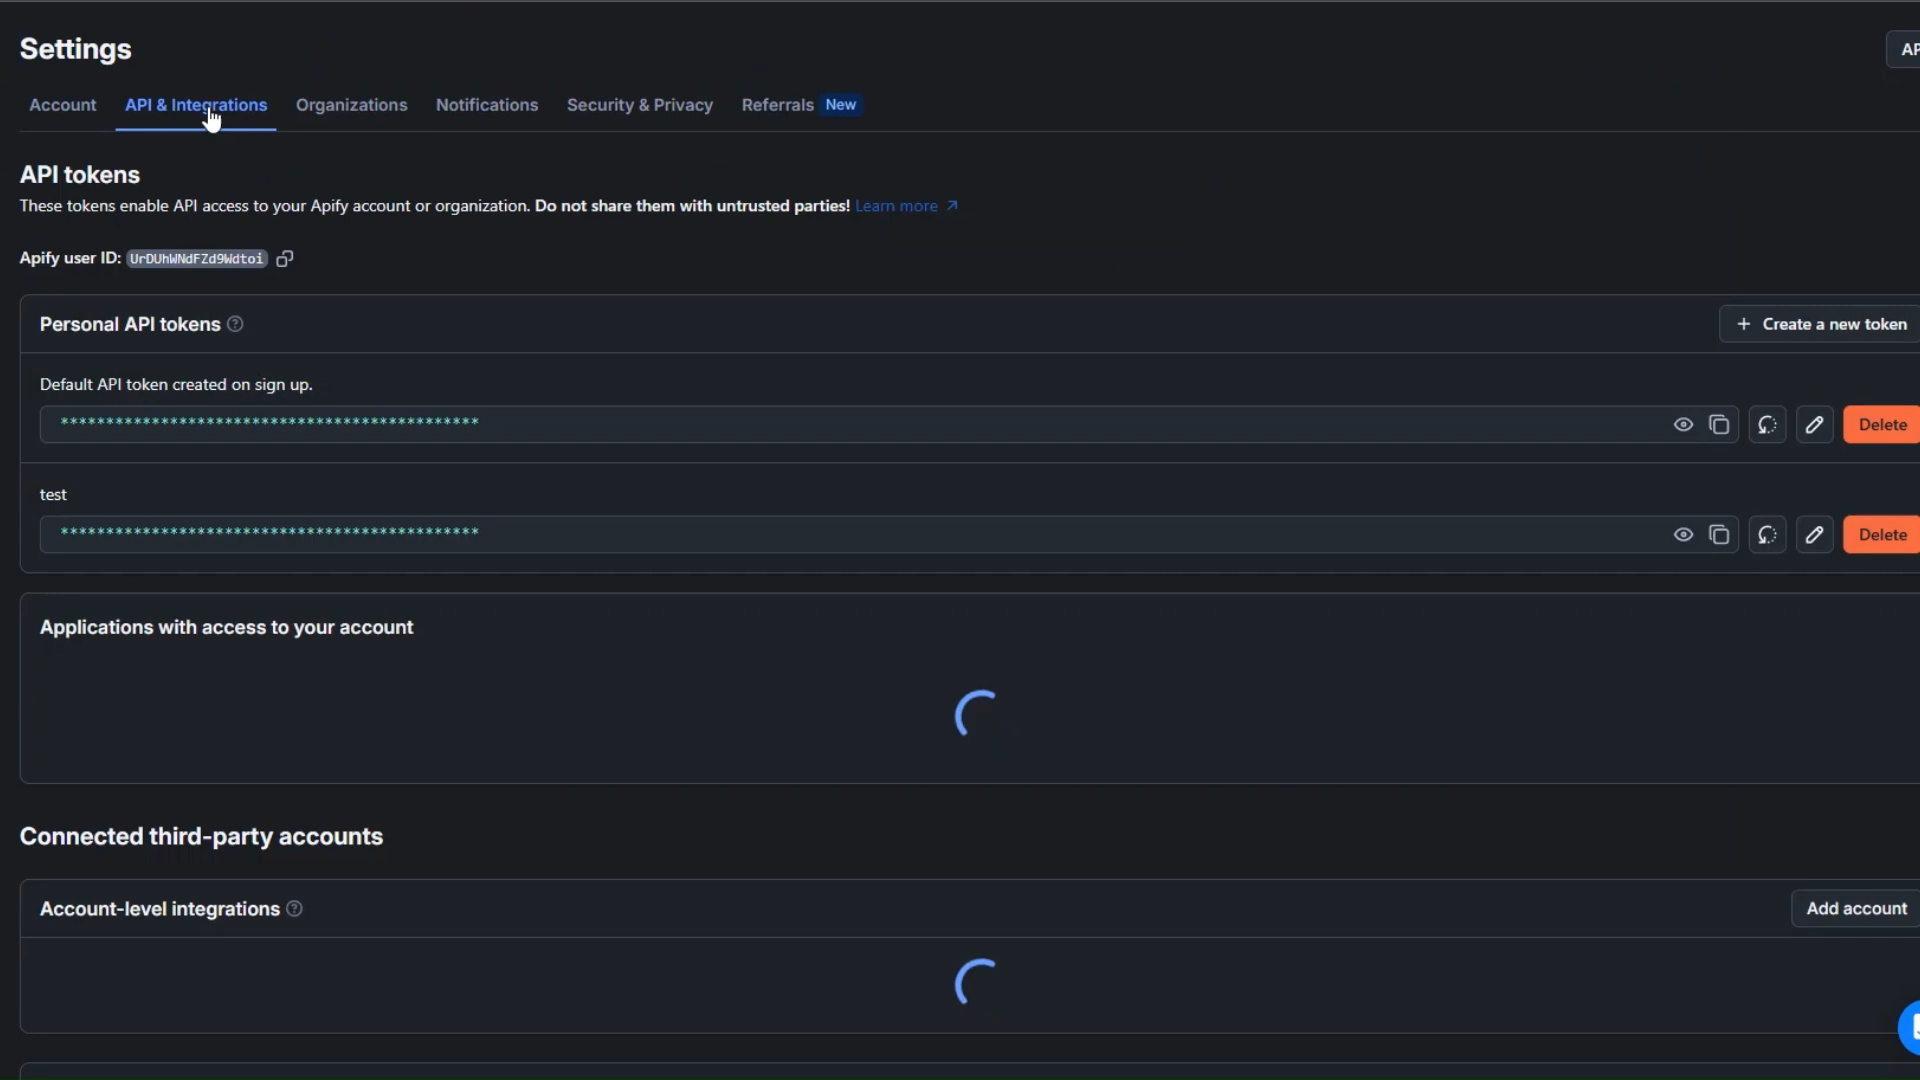 Settings
AP
Account API & Integrations Organizations Notifications Security & Privacy Referrals New
API tokens
These tokens enable API access to your Apify account or organization. Do not share them with untrusted parties! Learn more
Apify user ID: UrDUhWNdFZd9Wdtoi
Personal API tokens
+ Create a new token
Default API token created on sign up.
**********************************************
Delete
test
**********************************************
Delete
Applications with access to your account
Connected third-party accounts
Account-level integrations
Add account